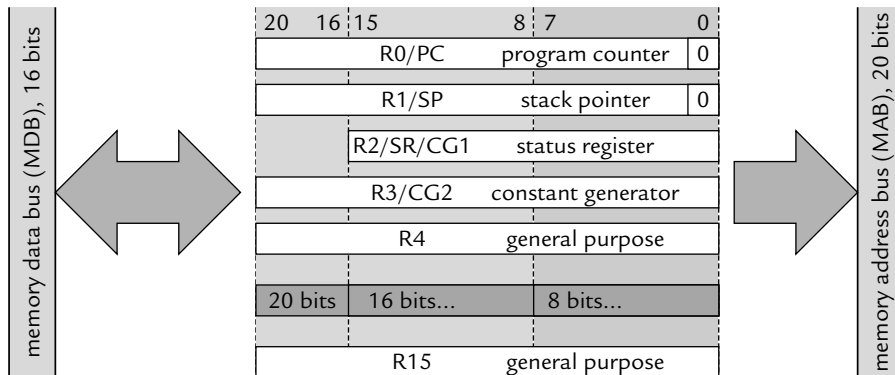 20 16 15 8 7 0
R0/PC program counter 0
R1/SP stack pointer 0
R2/SR/CG1 status register
R3/CG2 constant generator
R4 general purpose
20 bits 16 bits... 8 bits...
R15 general purpose
memory data bus (MDB), 16 bits
memory address bus (MAB), 20 bits